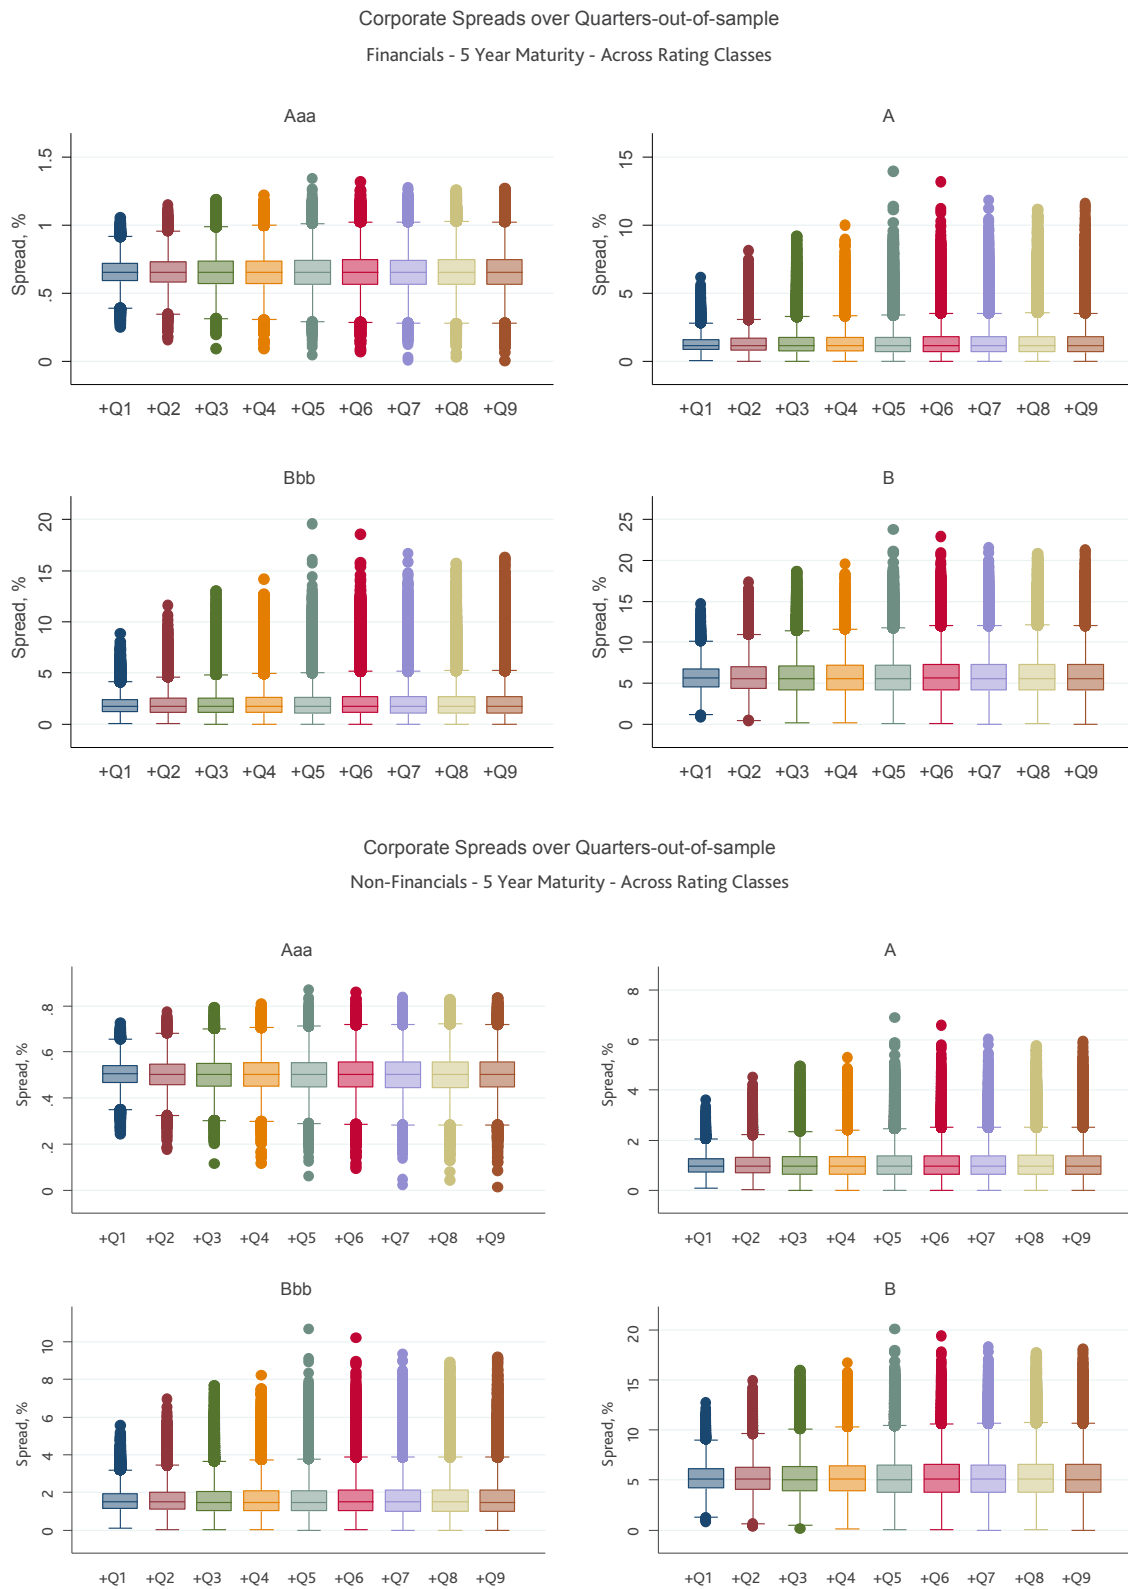 Corporate Spreads over Quarters-out-of-sample
Financials - 5 Year Maturity - Across Rating Classes
Aaa
Spread, %
1.5
1
.5
0
+Q1 +Q2 +Q3 +Q4 +Q5 +Q6 +Q7 +Q8 +Q9
A
Spread, %
15
10
5
0
+Q1 +Q2 +Q3 +Q4 +Q5 +Q6 +Q7 +Q8 +Q9
Bbb
Spread, %
20
15
10
5
0
+Q1 +Q2 +Q3 +Q4 +Q5 +Q6 +Q7 +Q8 +Q9
B
Spread, %
25
20
15
10
5
0
+Q1 +Q2 +Q3 +Q4 +Q5 +Q6 +Q7 +Q8 +Q9
Corporate Spreads over Quarters-out-of-sample
Non-Financials - 5 Year Maturity - Across Rating Classes
Aaa
Spread, %
.8
.6
.4
.2
0
+Q1 +Q2 +Q3 +Q4 +Q5 +Q6 +Q7 +Q8 +Q9
A
Spread, %
8
6
4
2
0
+Q1 +Q2 +Q3 +Q4 +Q5 +Q6 +Q7 +Q8 +Q9
Bbb
Spread, %
10
8
6
4
2
0
+Q1 +Q2 +Q3 +Q4 +Q5 +Q6 +Q7 +Q8 +Q9
B
Spread, %
20
15
10
5
0
+Q1 +Q2 +Q3 +Q4 +Q5 +Q6 +Q7 +Q8 +Q9